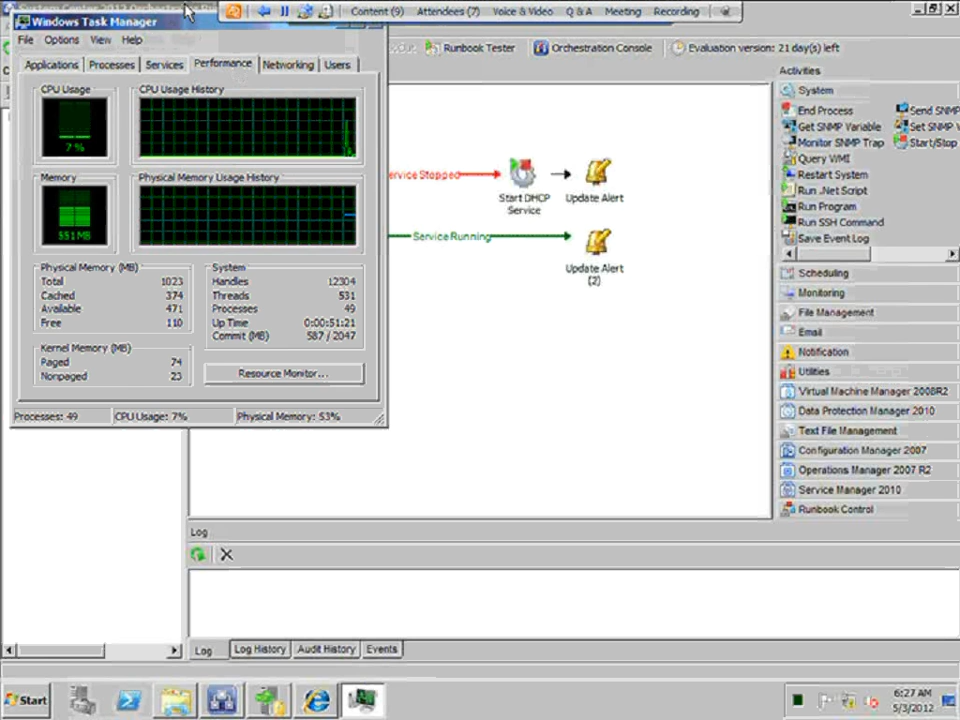 Content (9) Attendees (7) Voice & Video Q & A Meeting Recording
Windows Task Manager
File Options View Help
Applications Processes Services Performance Networking Users
CPU Usage CPU Usage History
7 %
Memory Physical Memory Usage History
551 MB
Physical Memory (MB)
Total 1023
Cached 374
Available 471
Free 110
Kernel Memory (MB)
Paged 74
Nonpaged 23
System
Handles 12304
Threads 531
Processes 49
Up Time 0:00:51:21
Commit (MB) 587 / 2047
Resource Monitor...
Processes: 49 CPU Usage: 7% Physical Memory: 53%
Runbook Tester Orchestration Console Evaluation version: 21 day(s) left
ervice Stopped
Start DHCP
Service
Update Alert
Service Running
Update Alert
(2)
Activities
System
End Process Send SNMP
Get SNMP Variable Set SNMP V
Monitor SNMP Trap Start/Stop
Query WMI
Restart System
Run .Net Script
Run Program
Run SSH Command
Save Event Log
Scheduling
Monitoring
File Management
Email
Notification
Utilities
Virtual Machine Manager 2008R2
Data Protection Manager 2010
Text File Management
Configuration Manager 2007
Operations Manager 2007 R2
Service Manager 2010
Runbook Control
Log
Log Log History Audit History Events
Start
6:27 AM
5/3/2012